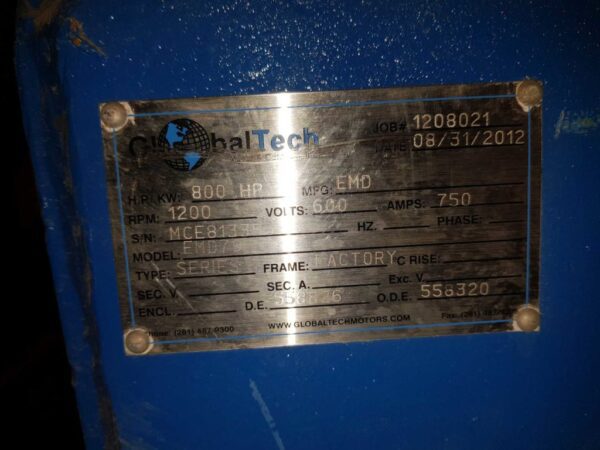 GlobalTech JOB# 1208021
DATE: 08/31/2012
H.P./KW: 800 HP MFG: EMD
RPM: 1200 VOLTS: 600 AMPS: 750
S/N: HZ. PHASE:
MODEL:
TYPE: SERIES FRAME: FACTORY °C RISE:
SEC. V SEC. A. Exc. V
ENCL. D.E. O.D.E. 558320
WWW.GLOBALTECHMOTORS.COM